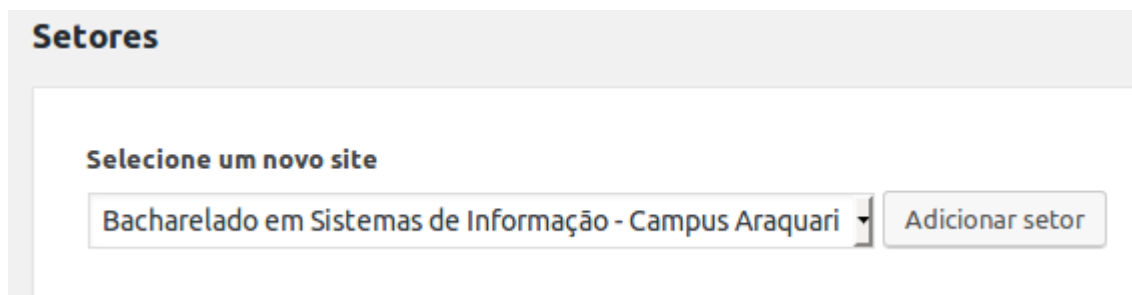 Setores
Selecione um novo site
Bacharelado em Sistemas de Informação - Campus Araquari
Adicionar setor